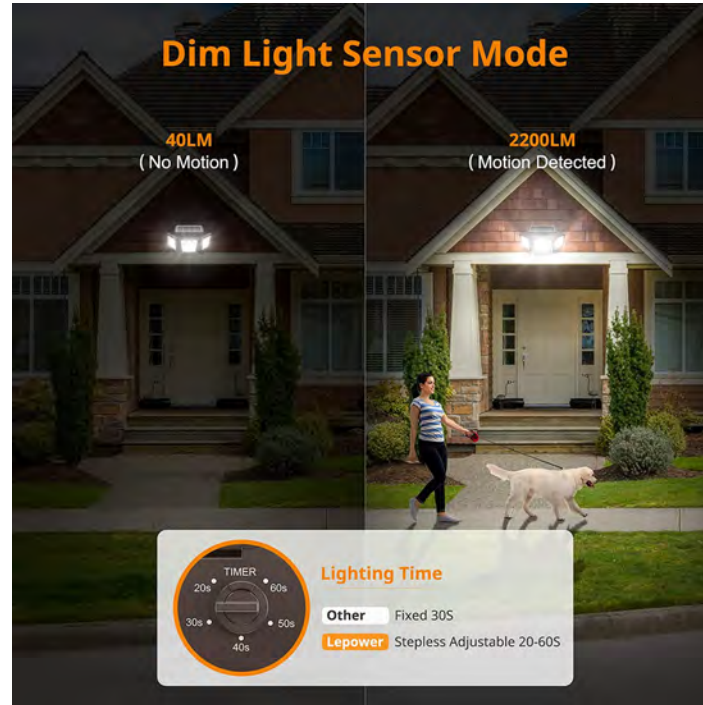 Dim Light Sensor Mode
40LM
( No Motion )
2200LM
( Motion Detected )
TIMER
20s
60s
30s
50s
40s
Lighting Time
Other Fixed 30S
Lepower Stepless Adjustable 20-60S